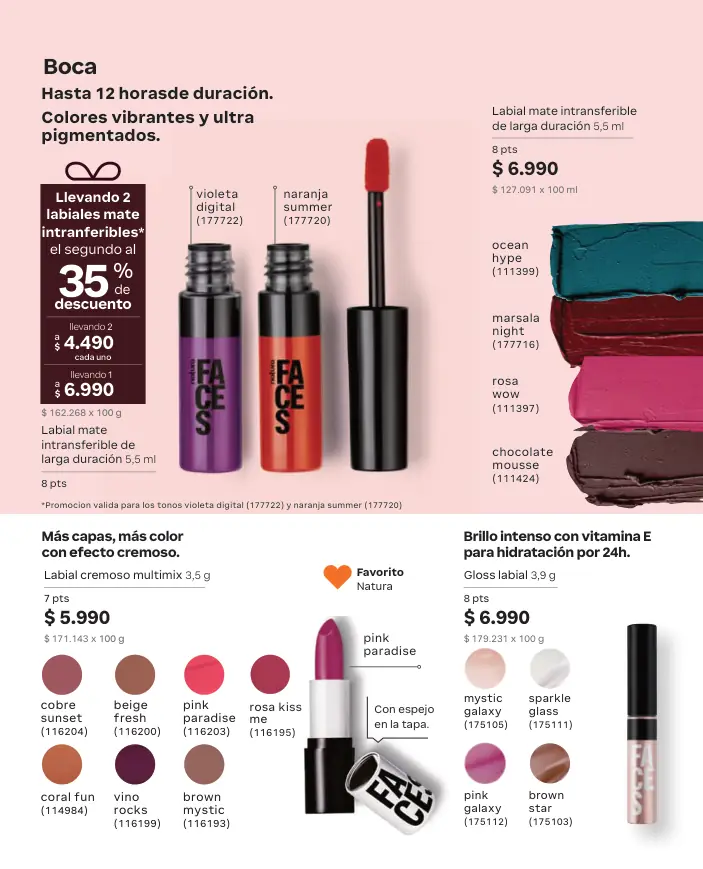 Boca
Hasta 12 horasde duración.
Colores vibrantes y ultra
pigmentados.
Llevando 2
labiales mate
intranferibles*
el segundo al
35 % de
descuento
llevando 2
a $ 4.490
cada uno
llevando 1
a $ 6.990
$ 162.268 x 100 g
Labial mate
intransferible de
larga duración 5,5 ml
8 pts
violeta
digital
(177722)
naranja
summer
(177720)
natura
FACES
natura
FACES
*Promocion valida para los tonos violeta digital (177722) y naranja summer (177720)
Labial mate intransferible
de larga duración 5,5 ml
8 pts
$ 6.990
$ 127.091 x 100 ml
ocean
hype
(111399)
marsala
night
(177716)
rosa
wow
(111397)
chocolate
mousse
(111424)
Más capas, más color
con efecto cremoso.
Labial cremoso multimix 3,5 g
7 pts
$ 5.990
$ 171.143 x 100 g
cobre
sunset
(116204)
beige
fresh
(116200)
pink
paradise
(116203)
rosa kiss
me
(116195)
coral fun
(114984)
vino
rocks
(116199)
brown
mystic
(116193)
Favorito
Natura
pink
paradise
Con espejo
en la tapa.
FACES
Brillo intenso con vitamina E
para hidratación por 24h.
Gloss labial 3,9 g
8 pts
$ 6.990
$ 179.231 x 100 g
mystic
galaxy
(175105)
sparkle
glass
(175111)
pink
galaxy
(175112)
brown
star
(175103)
FACES